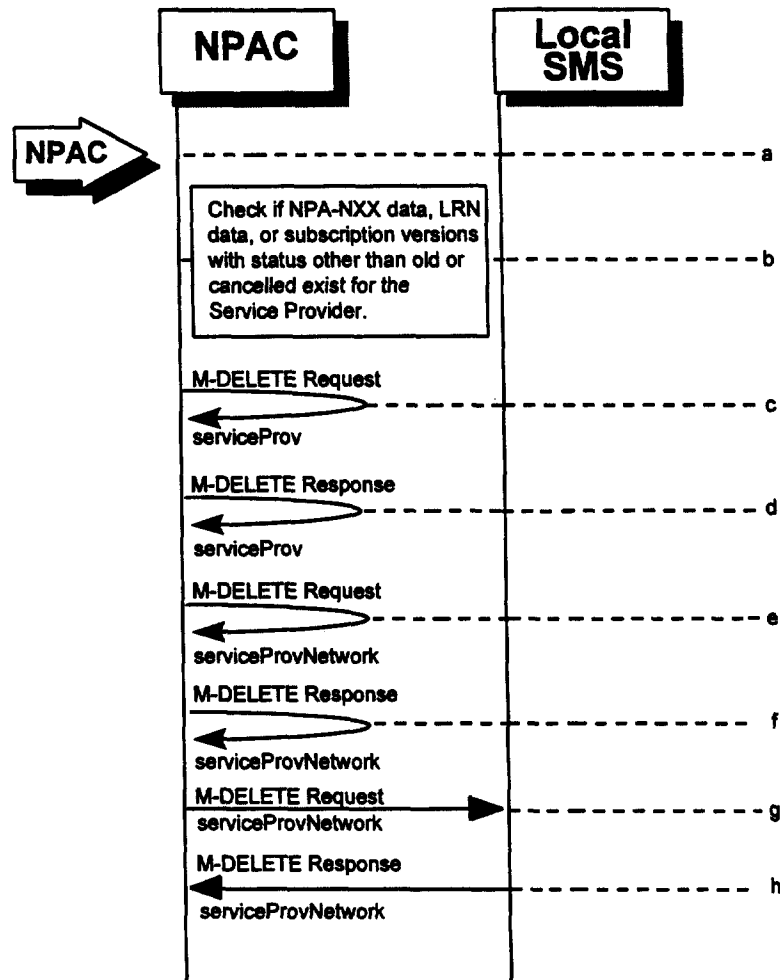 NPAC
Local
SMS
NPAC
a
Check if NPA-NXX data, LRN
data, or subscription versions
with status other than old or
cancelled exist for the
Service Provider.
b
M-DELETE Request
c
serviceProv
M-DELETE Response
d
serviceProv
M-DELETE Request
e
serviceProvNetwork
M-DELETE Response
f
serviceProvNetwork
M-DELETE Request
g
serviceProvNetwork
M-DELETE Response
h
serviceProvNetwork